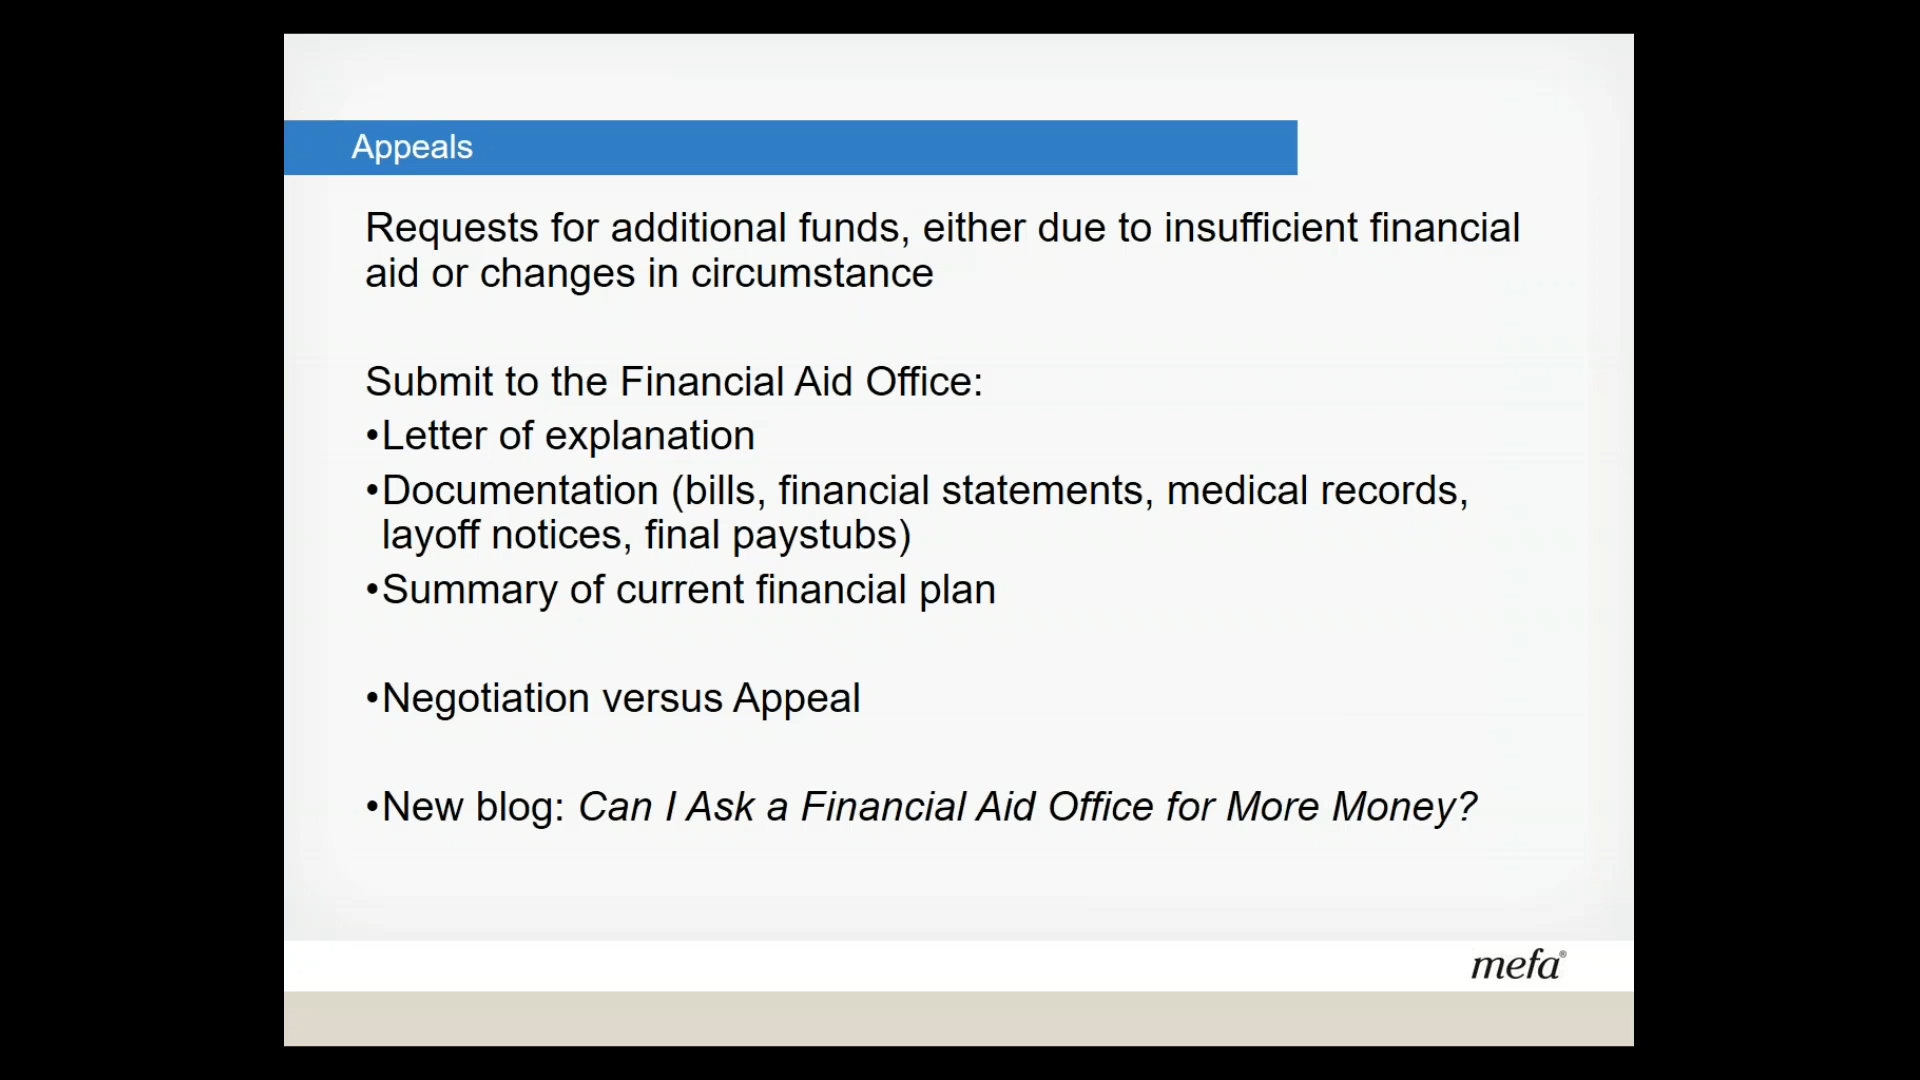 Appeals
Requests for additional funds, either due to insufficient financial
aid or changes in circumstance
Submit to the Financial Aid Office:
•Letter of explanation
•Documentation (bills, financial statements, medical records,
layoff notices, final paystubs)
•Summary of current financial plan
•Negotiation versus Appeal
•New blog: Can I Ask a Financial Aid Office for More Money?
mefa®